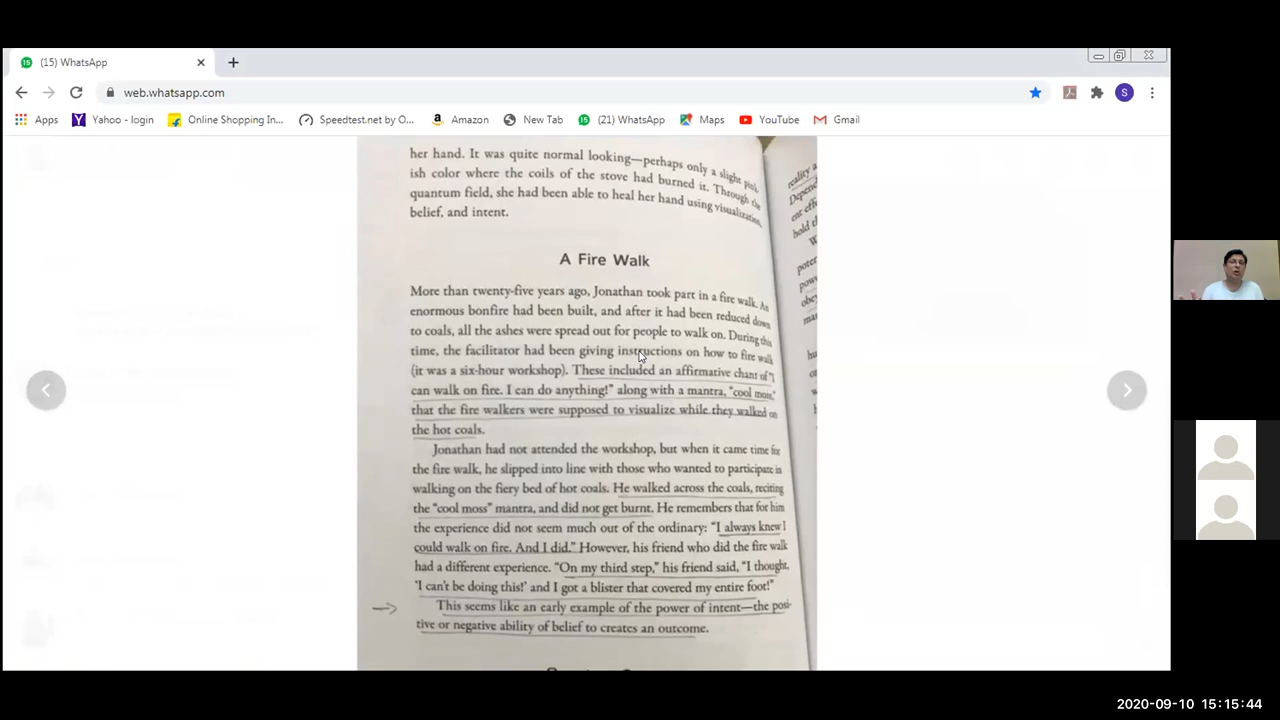 (15) WhatsApp
web.whatsapp.com
S
Apps Yahoo - login Online Shopping In... Speedtest.net by O... Amazon New Tab (21) WhatsApp Maps YouTube Gmail
her hand. It was quite normal looking—perhaps only a slight pink-
ish color where the coils of the stove had burned it. Through the
quantum field, she had been able to heal her hand using visualization,
belief, and intent.
A Fire Walk
More than twenty-five years ago, Jonathan took part in a fire walk. An
enormous bonfire had been built, and after it had been reduced down
to coals, all the ashes were spread out for people to walk on. During this
time, the facilitator had been giving instructions on how to fire walk
(it was a six-hour workshop). These included an affirmative chant of "I
can walk on fire. I can do anything!" along with a mantra, "cool moss,"
that the fire walkers were supposed to visualize while they walked on
the hot coals.
Jonathan had not attended the workshop, but when it came time for
the fire walk, he slipped into line with those who wanted to participate in
walking on the fiery bed of hot coals. He walked across the coals, reciting
the "cool moss" mantra, and did not get burnt. He remembers that for him
the experience did not seem much out of the ordinary: "I always knew I
could walk on fire. And I did." However, his friend who did the fire walk
had a different experience. "On my third step," his friend said, "I thought,
'I can't be doing this!' and I got a blister that covered my entire foot!"
This seems like an early example of the power of intent—the posi-
tive or negative ability of belief to creates an outcome.
reality a
hold th
2020-09-10 15:15:44